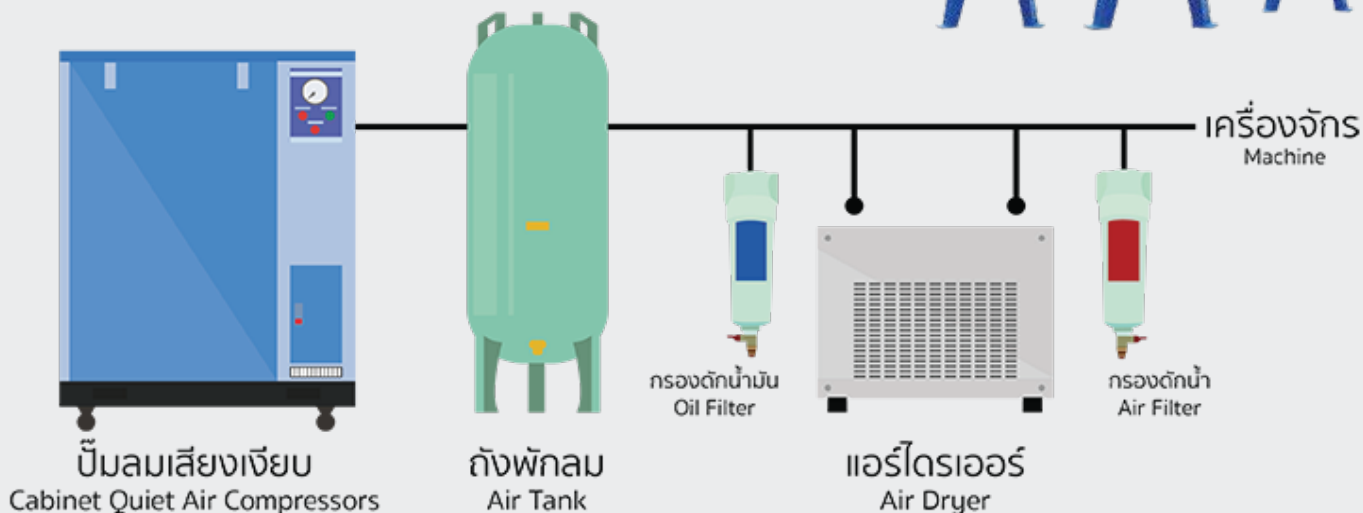 เครื่องจักร
Machine
กรองดักน้ำมัน
Oil Filter
กรองดักน้ำ
Air Filter
ปั๊มลมเสียงเงียบ
Cabinet Quiet Air Compressors
ถังพักลม
Air Tank
แอร์ไดรเออร์
Air Dryer